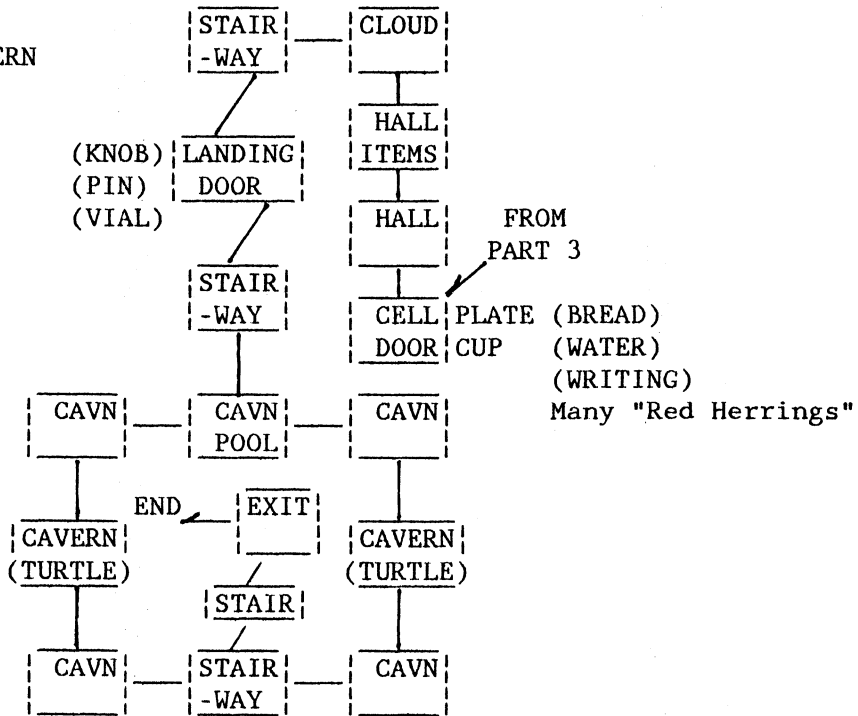 STAIR CLOUD
ERN -WAY
HALL
(KNOB) LANDING ITEMS
(PIN) DOOR
(VIAL) HALL FROM
PART 3
STAIR
-WAY CELL PLATE (BREAD)
DOOR CUP (WATER)
(WRITING)
CAVN CAVN CAVN Many "Red Herrings"
POOL
END EXIT
CAVERN CAVERN
(TURTLE) (TURTLE)
STAIR
CAVN STAIR CAVN
-WAY